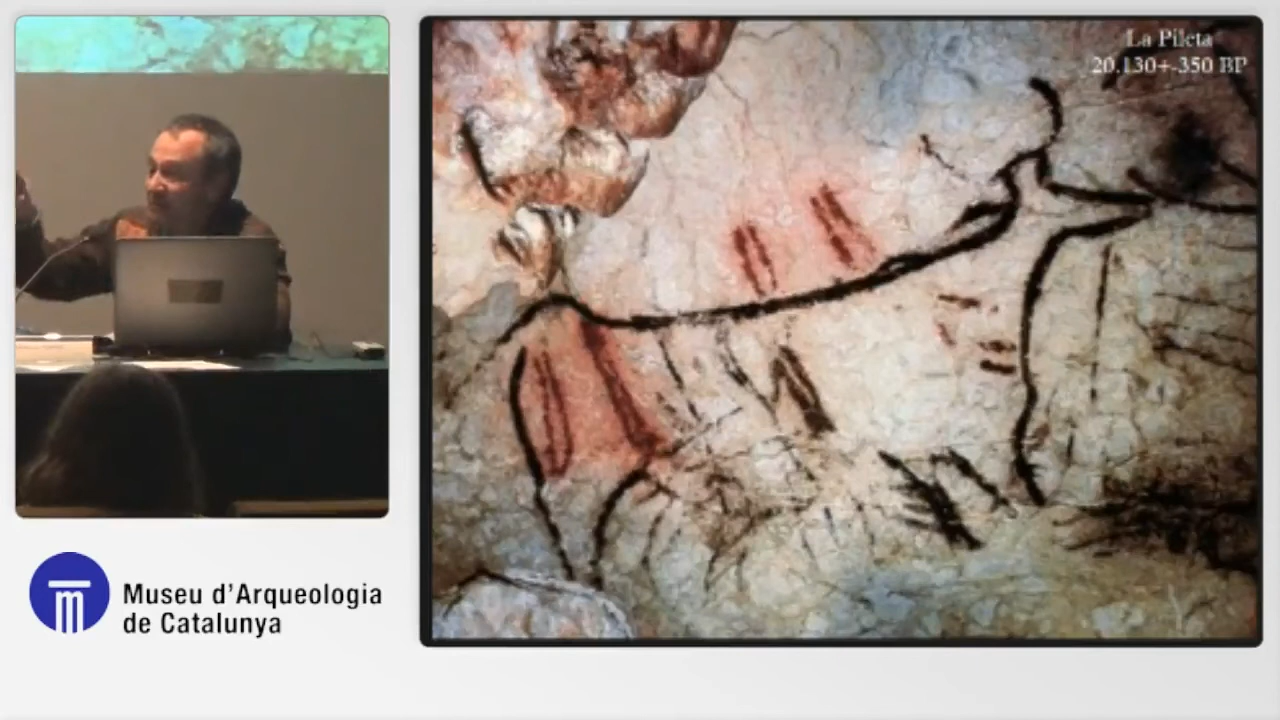 La Pileta
20.130+-350 BP
Museu d'Arqueologia
de Catalunya